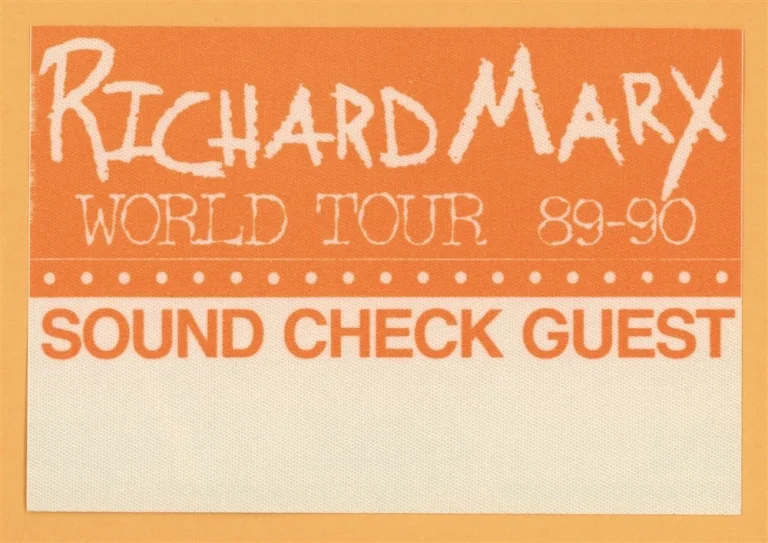 RICHARD MARX
WORLD TOUR 89-90
SOUND CHECK GUEST